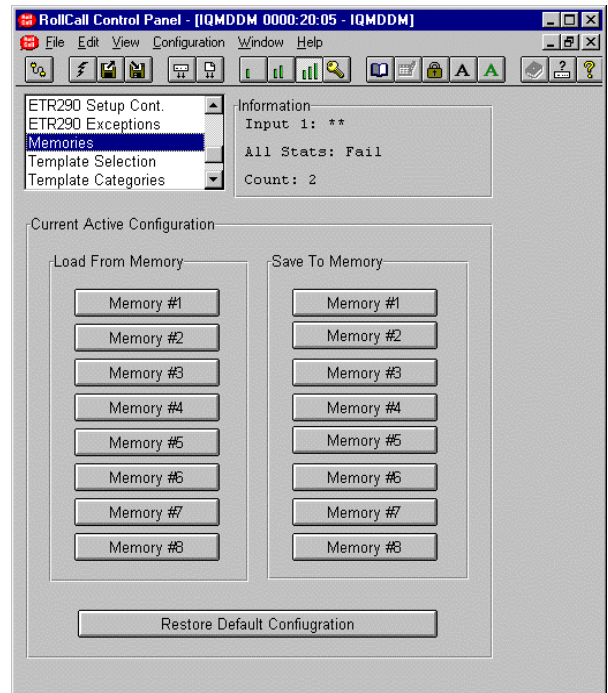 RollCall Control Panel - [IQMDDM 0000:20:05 - IQMDDM]
File Edit View Configuration Window Help
A A ? ?
ETR290 Setup Cont.
ETR290 Exceptions
Memories
Template Selection
Template Categories
Information
Input 1: **
All Stats: Fail
Count: 2
Current Active Configuration
Load From Memory
Memory #1
Memory #2
Memory #3
Memory #4
Memory #5
Memory #6
Memory #7
Memory #8
Save To Memory
Memory #1
Memory #2
Memory #3
Memory #4
Memory #5
Memory #6
Memory #7
Memory #8
Restore Default Confiugration